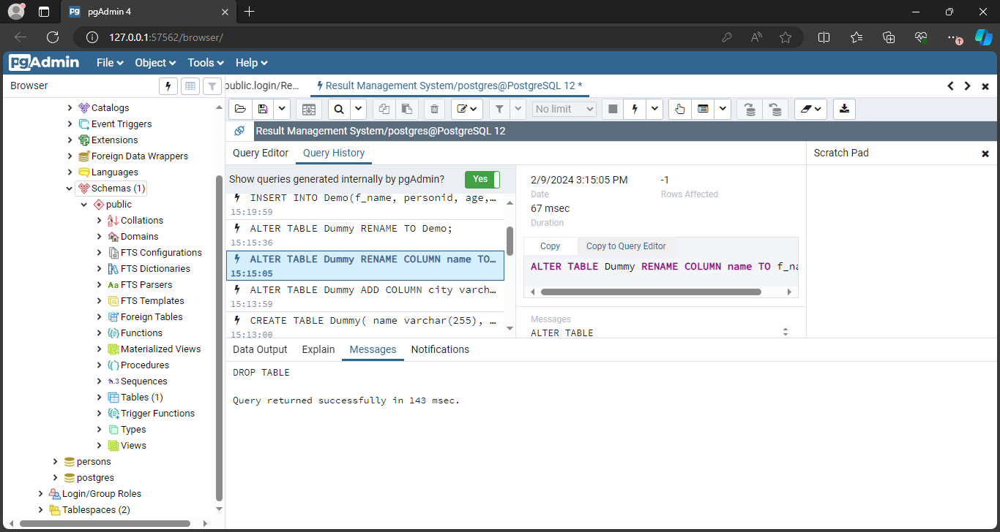 pgAdmin 4
127.0.0.1:57562/browser/
pgAdmin File Object Tools Help
Browser
public.login/Re... Result Management System/postgres@PostgreSQL 12 *
No limit
Result Management System/postgres@PostgreSQL 12
Catalogs
Event Triggers
Extensions
Foreign Data Wrappers
Languages
Schemas (1)
public
Collations
Domains
FTS Configurations
FTS Dictionaries
FTS Parsers
FTS Templates
Foreign Tables
Functions
Materialized Views
Procedures
Sequences
Tables (1)
Trigger Functions
Types
Views
persons
postgres
Login/Group Roles
Tablespaces (2)
Query Editor Query History
Show queries generated internally by pgAdmin? Yes
INSERT INTO Demo(f_name, personid, age,…
15:19:59
ALTER TABLE Dummy RENAME TO Demo;
15:15:36
ALTER TABLE Dummy RENAME COLUMN name TO…
15:15:05
ALTER TABLE Dummy ADD COLUMN city varch…
15:13:59
CREATE TABLE Dummy( name varchar(255), …
15:13:00
2/9/2024 3:15:05 PM -1
Date Rows Affected
67 msec
Duration
Copy Copy to Query Editor
ALTER TABLE Dummy RENAME COLUMN name TO f_na
Messages
ALTER TABLE
Scratch Pad
Data Output Explain Messages Notifications
DROP TABLE
Query returned successfully in 143 msec.